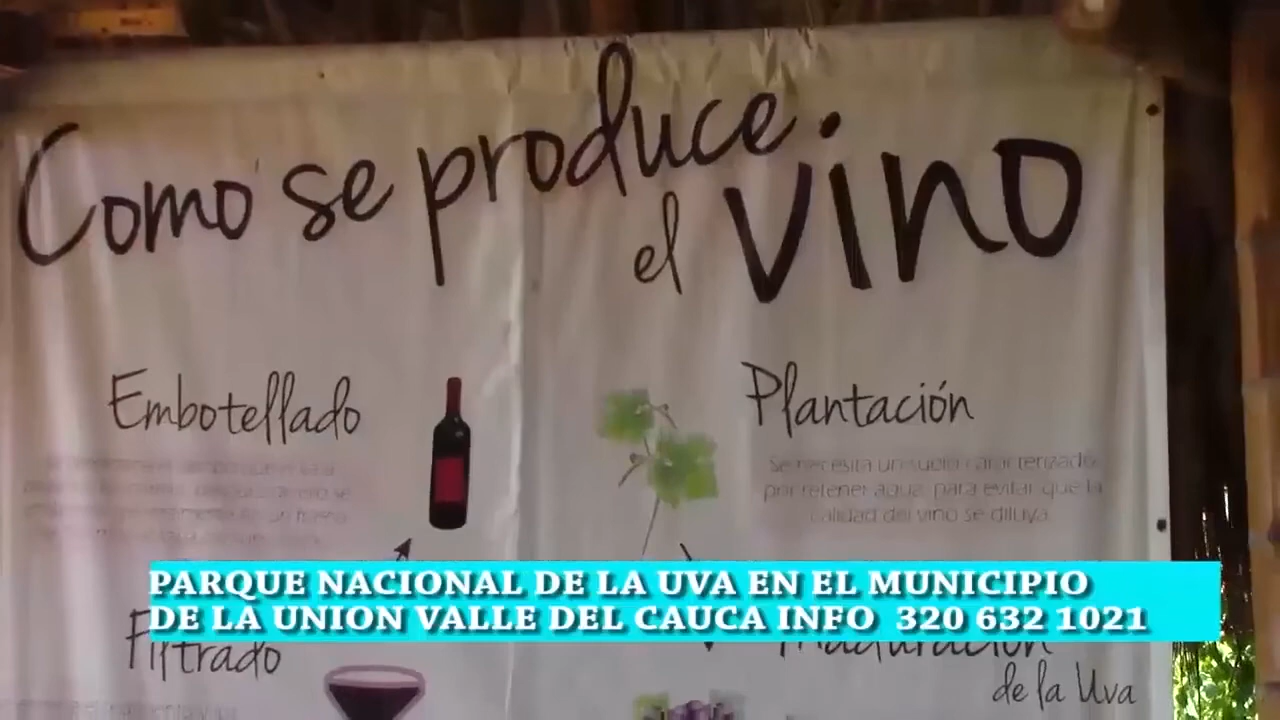 Como se produce
el vino
Embotellado
Plantación
Se necesita un suelo caracterizado
por retener agua, para evitar que la
calidad del vino se diluya.
PARQUE NACIONAL DE LA UVA EN EL MUNICIPIO
DE LA UNION VALLE DEL CAUCA INFO 320 632 1021
Filtrado
Maduración
de la Uva